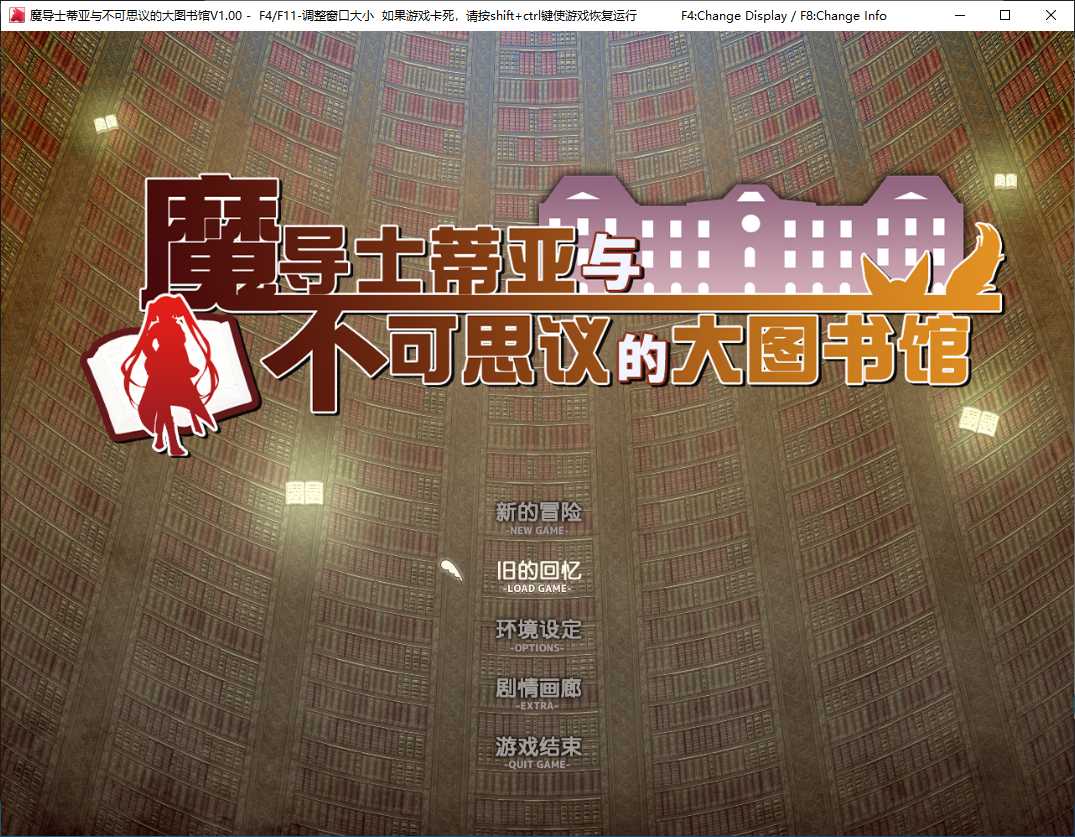 魔导士蒂亚与不可思议的大图书馆V1.00 - F4/F11-调整窗口大小 如果游戏卡死，请按shift+ctrl键使游戏恢复运行 F4:Change Display / F8:Change Info
魔导士蒂亚与
不可思议的大图书馆
新的冒险
-NEW GAME-
旧的回忆
-LOAD GAME-
环境设定
-OPTIONS-
剧情画廊
-EXTRA-
游戏结束
-QUIT GAME-